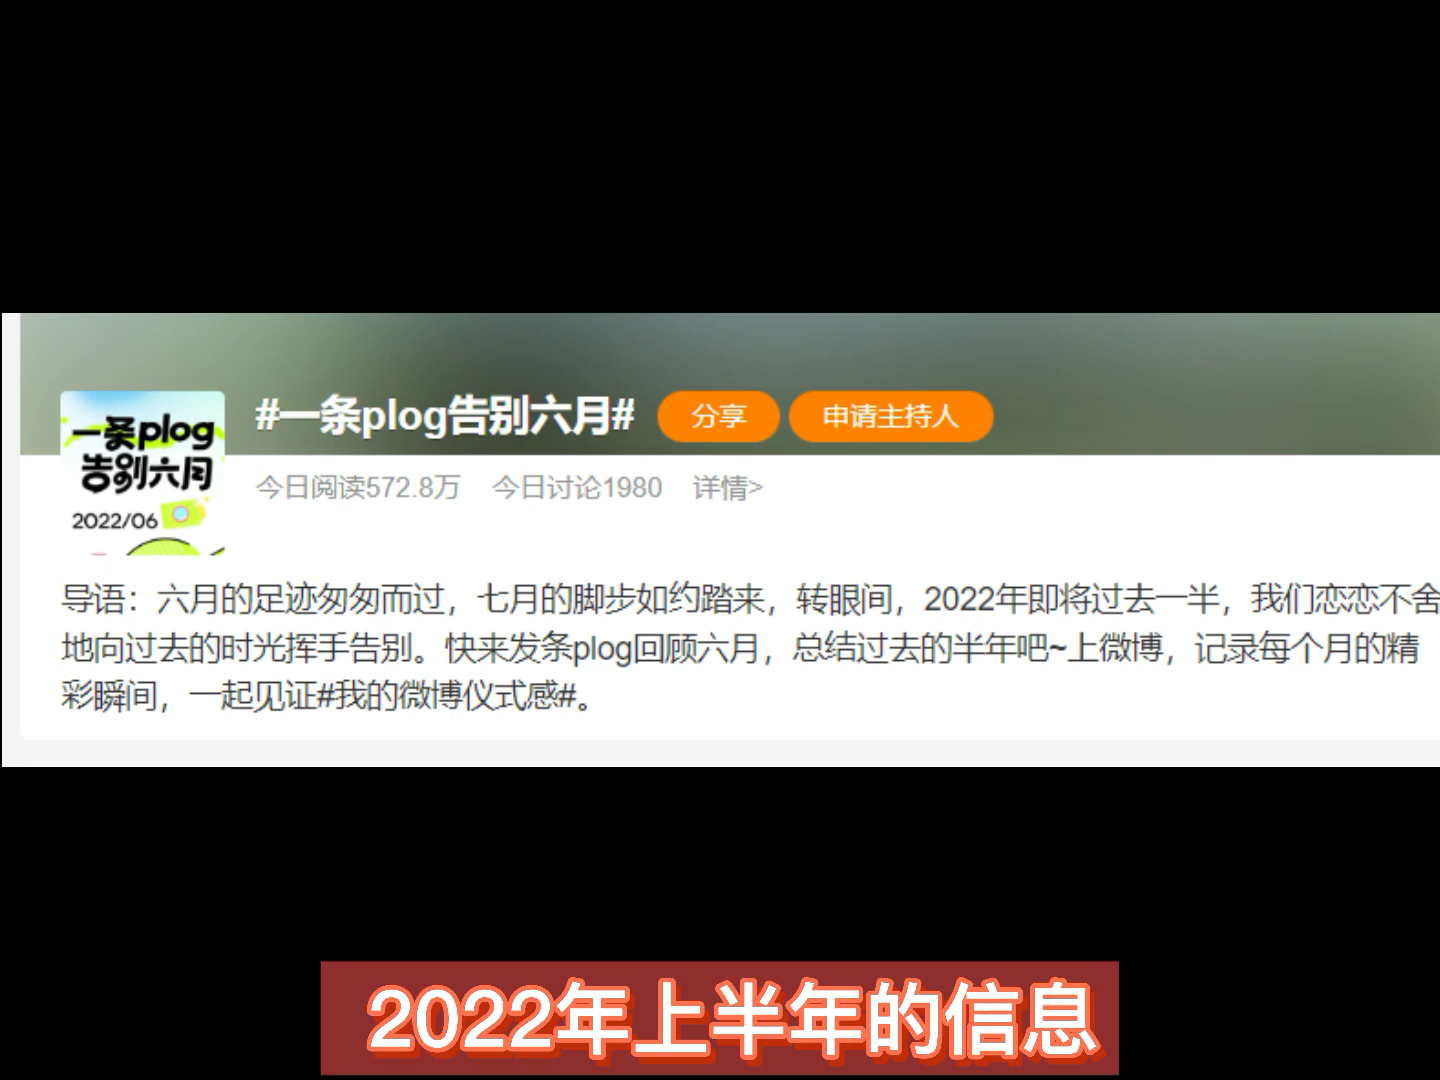 #一条plog告别六月# 分享 申请主持人
一条plog
告别六月
2022/06
今日阅读572.8万 今日讨论1980 详情>
导语：六月的足迹匆匆而过，七月的脚步如约踏来，转眼间，2022年即将过去一半，我们恋恋不舍
地向过去的时光挥手告别。快来发条plog回顾六月，总结过去的半年吧~上微博，记录每个月的精
彩瞬间，一起见证#我的微博仪式感#。
2022年上半年的信息